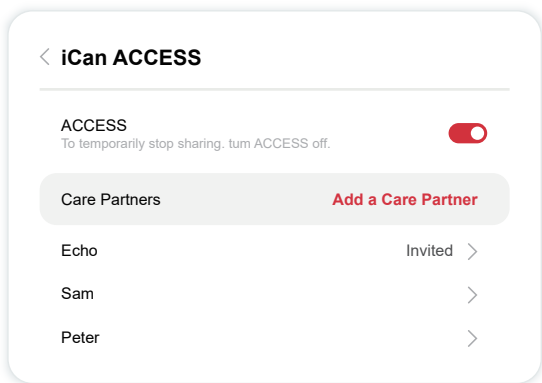 iCan ACCESS
ACCESS
To temporarily stop sharing. tum ACCESS off.
Care Partners Add a Care Partner
Echo Invited
Sam
Peter